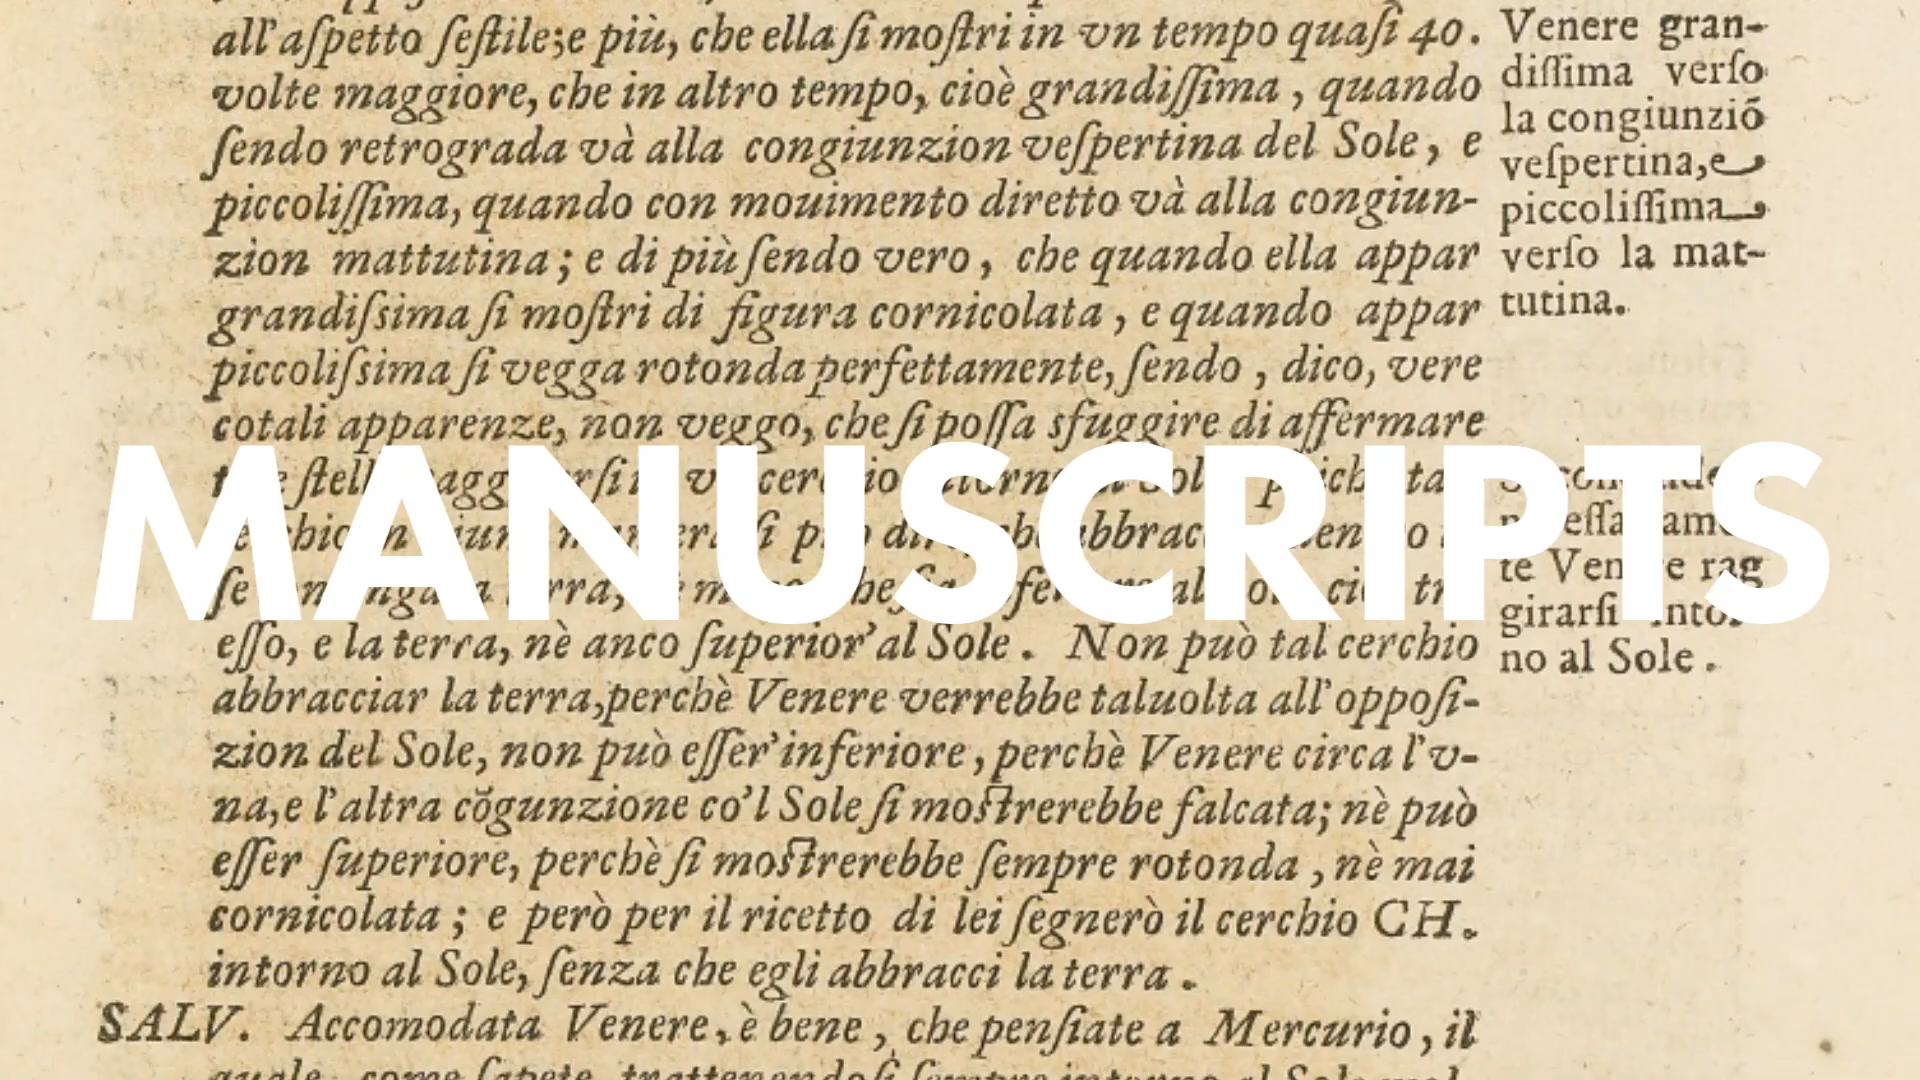 all'aſpetto ſeſtile;e più, che ella ſi moſtri in vn tempo quaſi 40.
volte maggiore, che in altro tempo, cioè grandiſſima, quando
ſendo retrograda và alla congiunzion veſpertina del Sole, e
piccoliſſima, quando con mouimento diretto và alla congiun-
zion mattutina; e di più ſendo vero, che quando ella appar
grandiſsima ſi moſtri di figura cornicolata, e quando appar
piccoliſsima ſi vegga rotonda perfettamente, ſendo, dico, vere
cotali apparenze, non veggo, che ſi poſſa sfuggire di affermare
MANUSCRIPTS
eſſo, e la terra, nè anco ſuperior' al Sole. Non può tal cerchio
abbracciar la terra,perchè Venere verrebbe taluolta all'oppoſi-
zion del Sole, non può eſſer' inferiore, perchè Venere circa l'v-
na,e l'altra cõgunzione co'l Sole ſi moſtrerebbe falcata; nè può
eſſer ſuperiore, perchè ſi moſtrerebbe ſempre rotonda, nè mai
cornicolata; e però per il ricetto di lei ſegnerò il cerchio CH.
intorno al Sole, ſenza che egli abbracci la terra.
SALV. Accomodata Venere, è bene, che penſiate a Mercurio, il
Venere gran-
diſſima verſo
la congiunziõ
veſpertina,e
piccoliſſima
verſo la mat-
tutina.
te rag
girarſi
no al Sole.